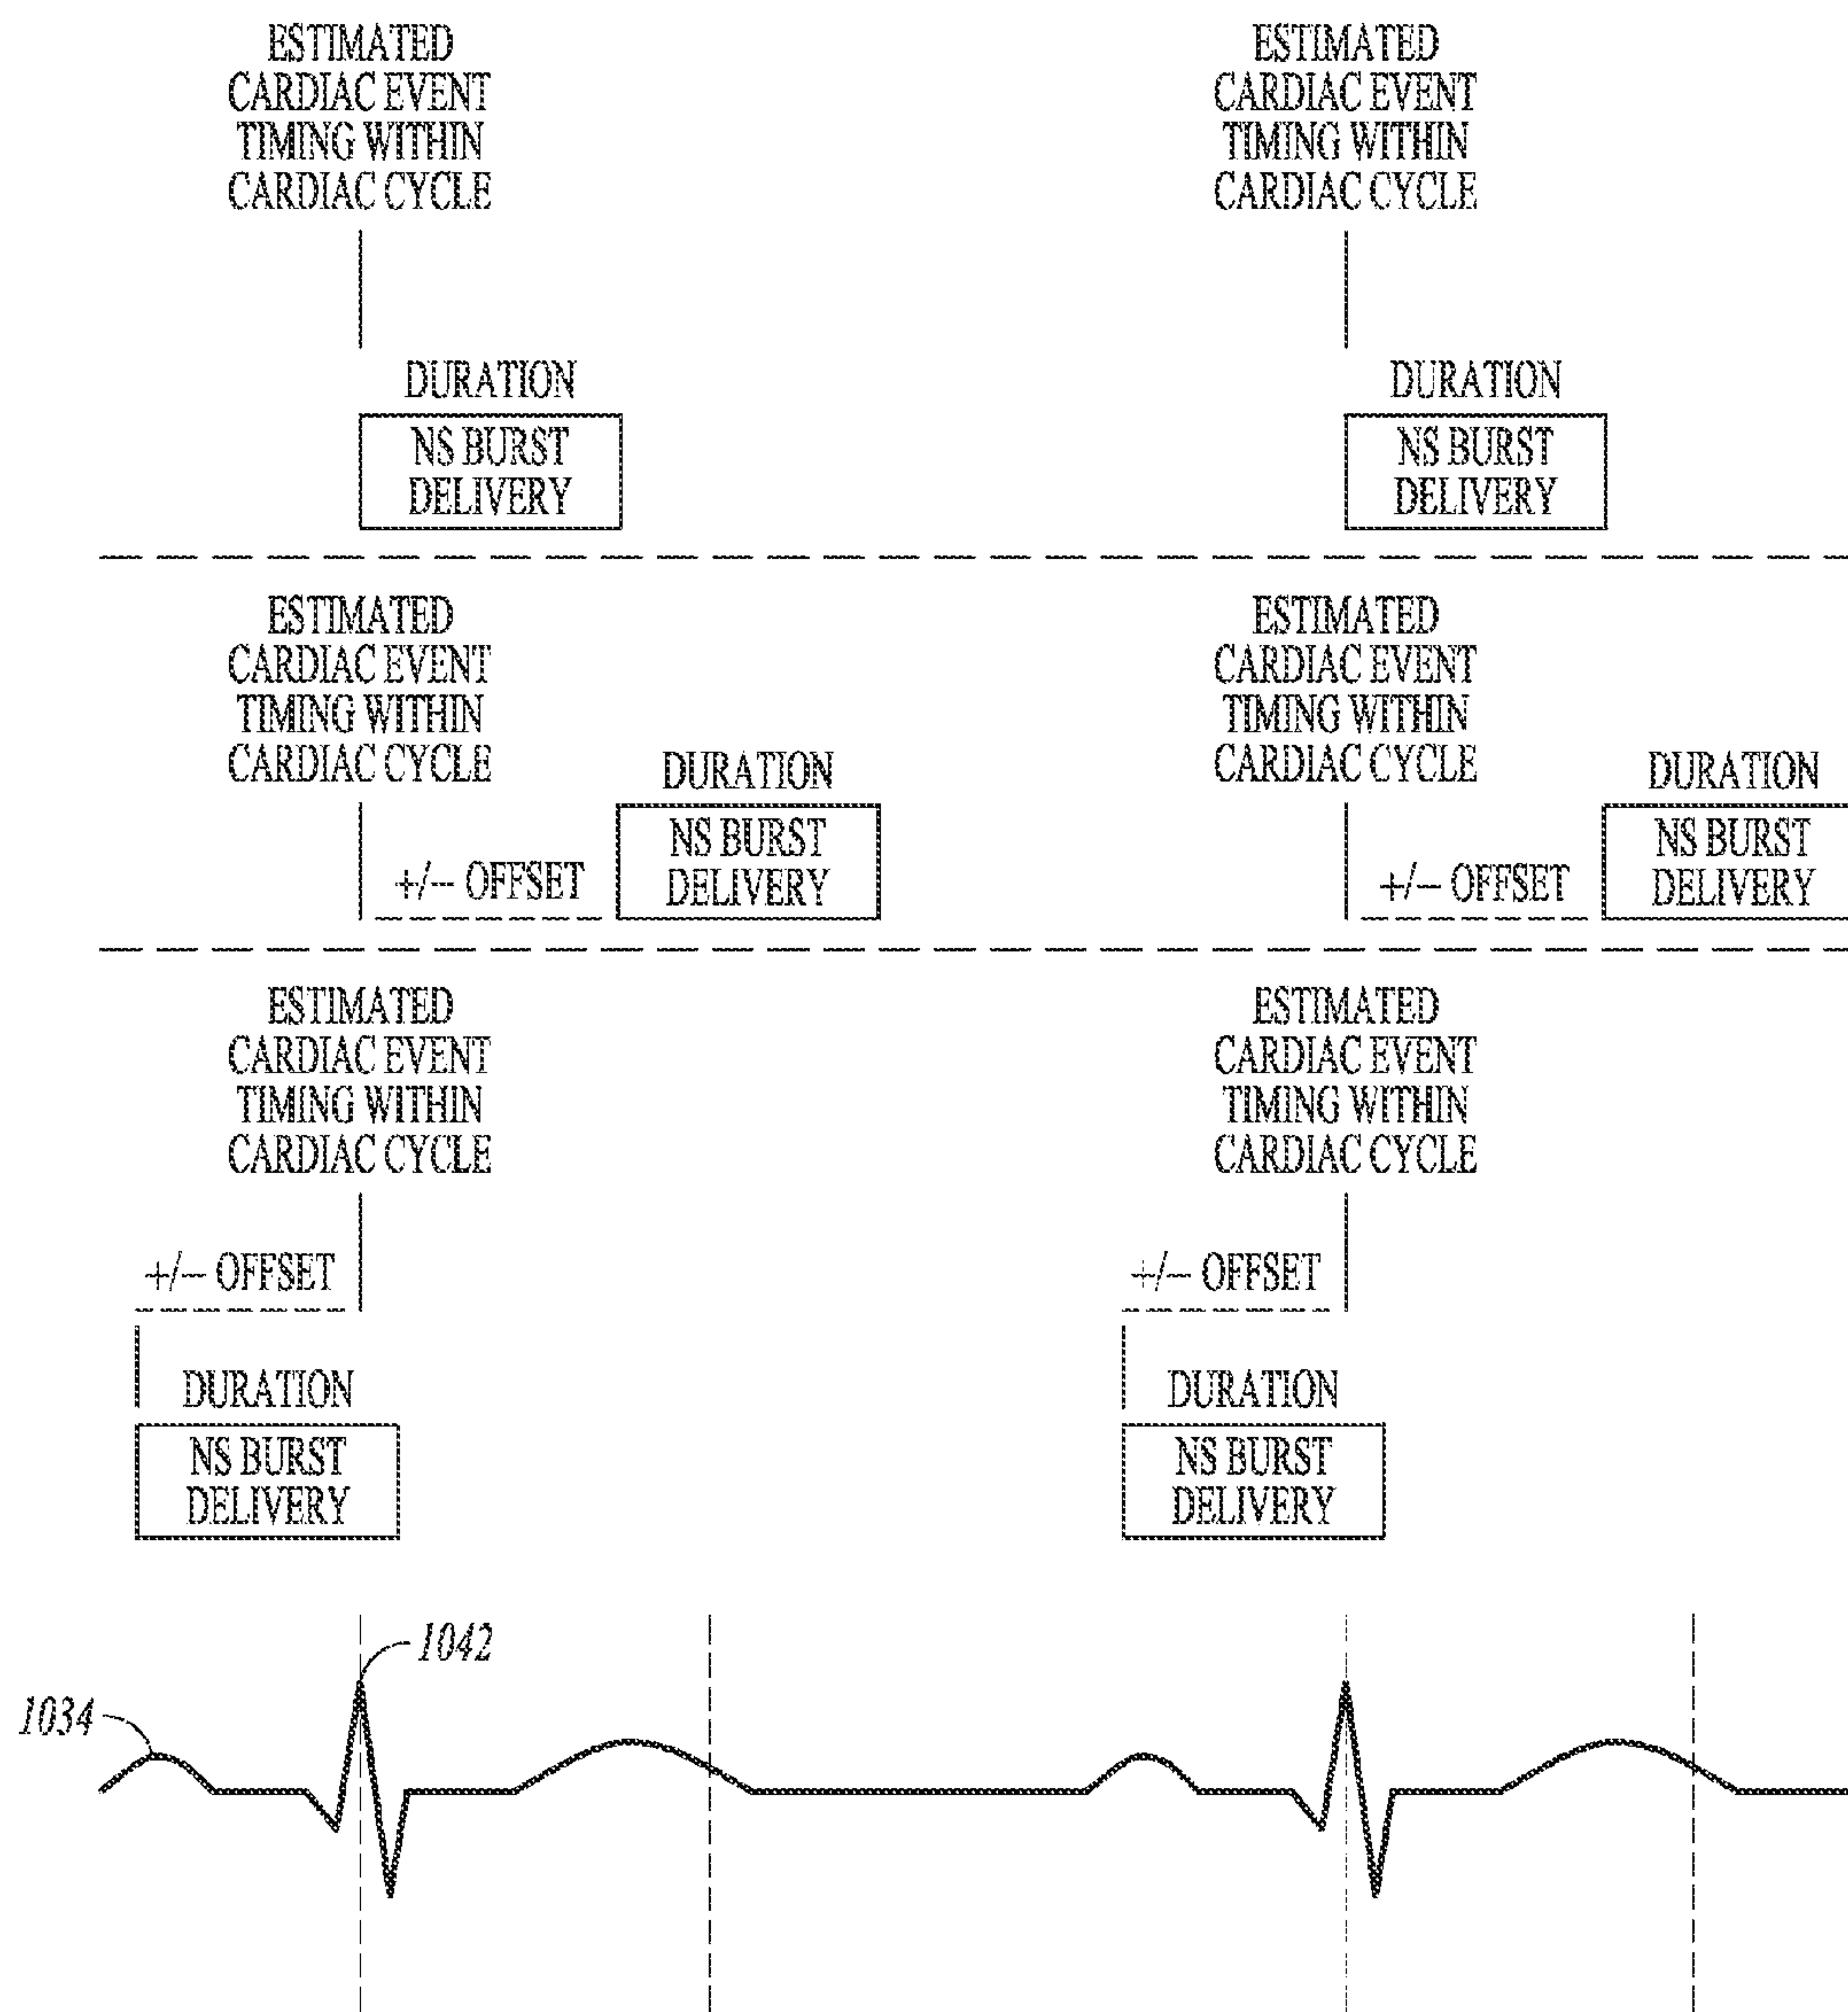 ESTIMATED
CARDIAC EVENT
TIMING WITHIN
CARDIAC CYCLE
ESTIMATED
CARDIAC EVENT
TIMING WITHIN
CARDIAC CYCLE
DURATION
NS BURST
DELIVERY
DURATION
NS BURST
DELIVERY
ESTIMATED
CARDIAC EVENT
TIMING WITHIN
CARDIAC CYCLE
+/-- OFFSET
DURATION
NS BURST
DELIVERY
ESTIMATED
CARDIAC EVENT
TIMING WITHIN
CARDIAC CYCLE
+/-- OFFSET
DURATION
NS BURST
DELIVERY
ESTIMATED
CARDIAC EVENT
TIMING WITHIN
CARDIAC CYCLE
+/-- OFFSET
DURATION
NS BURST
DELIVERY
ESTIMATED
CARDIAC EVENT
TIMING WITHIN
CARDIAC CYCLE
+/-- OFFSET
DURATION
NS BURST
DELIVERY
1042
1034